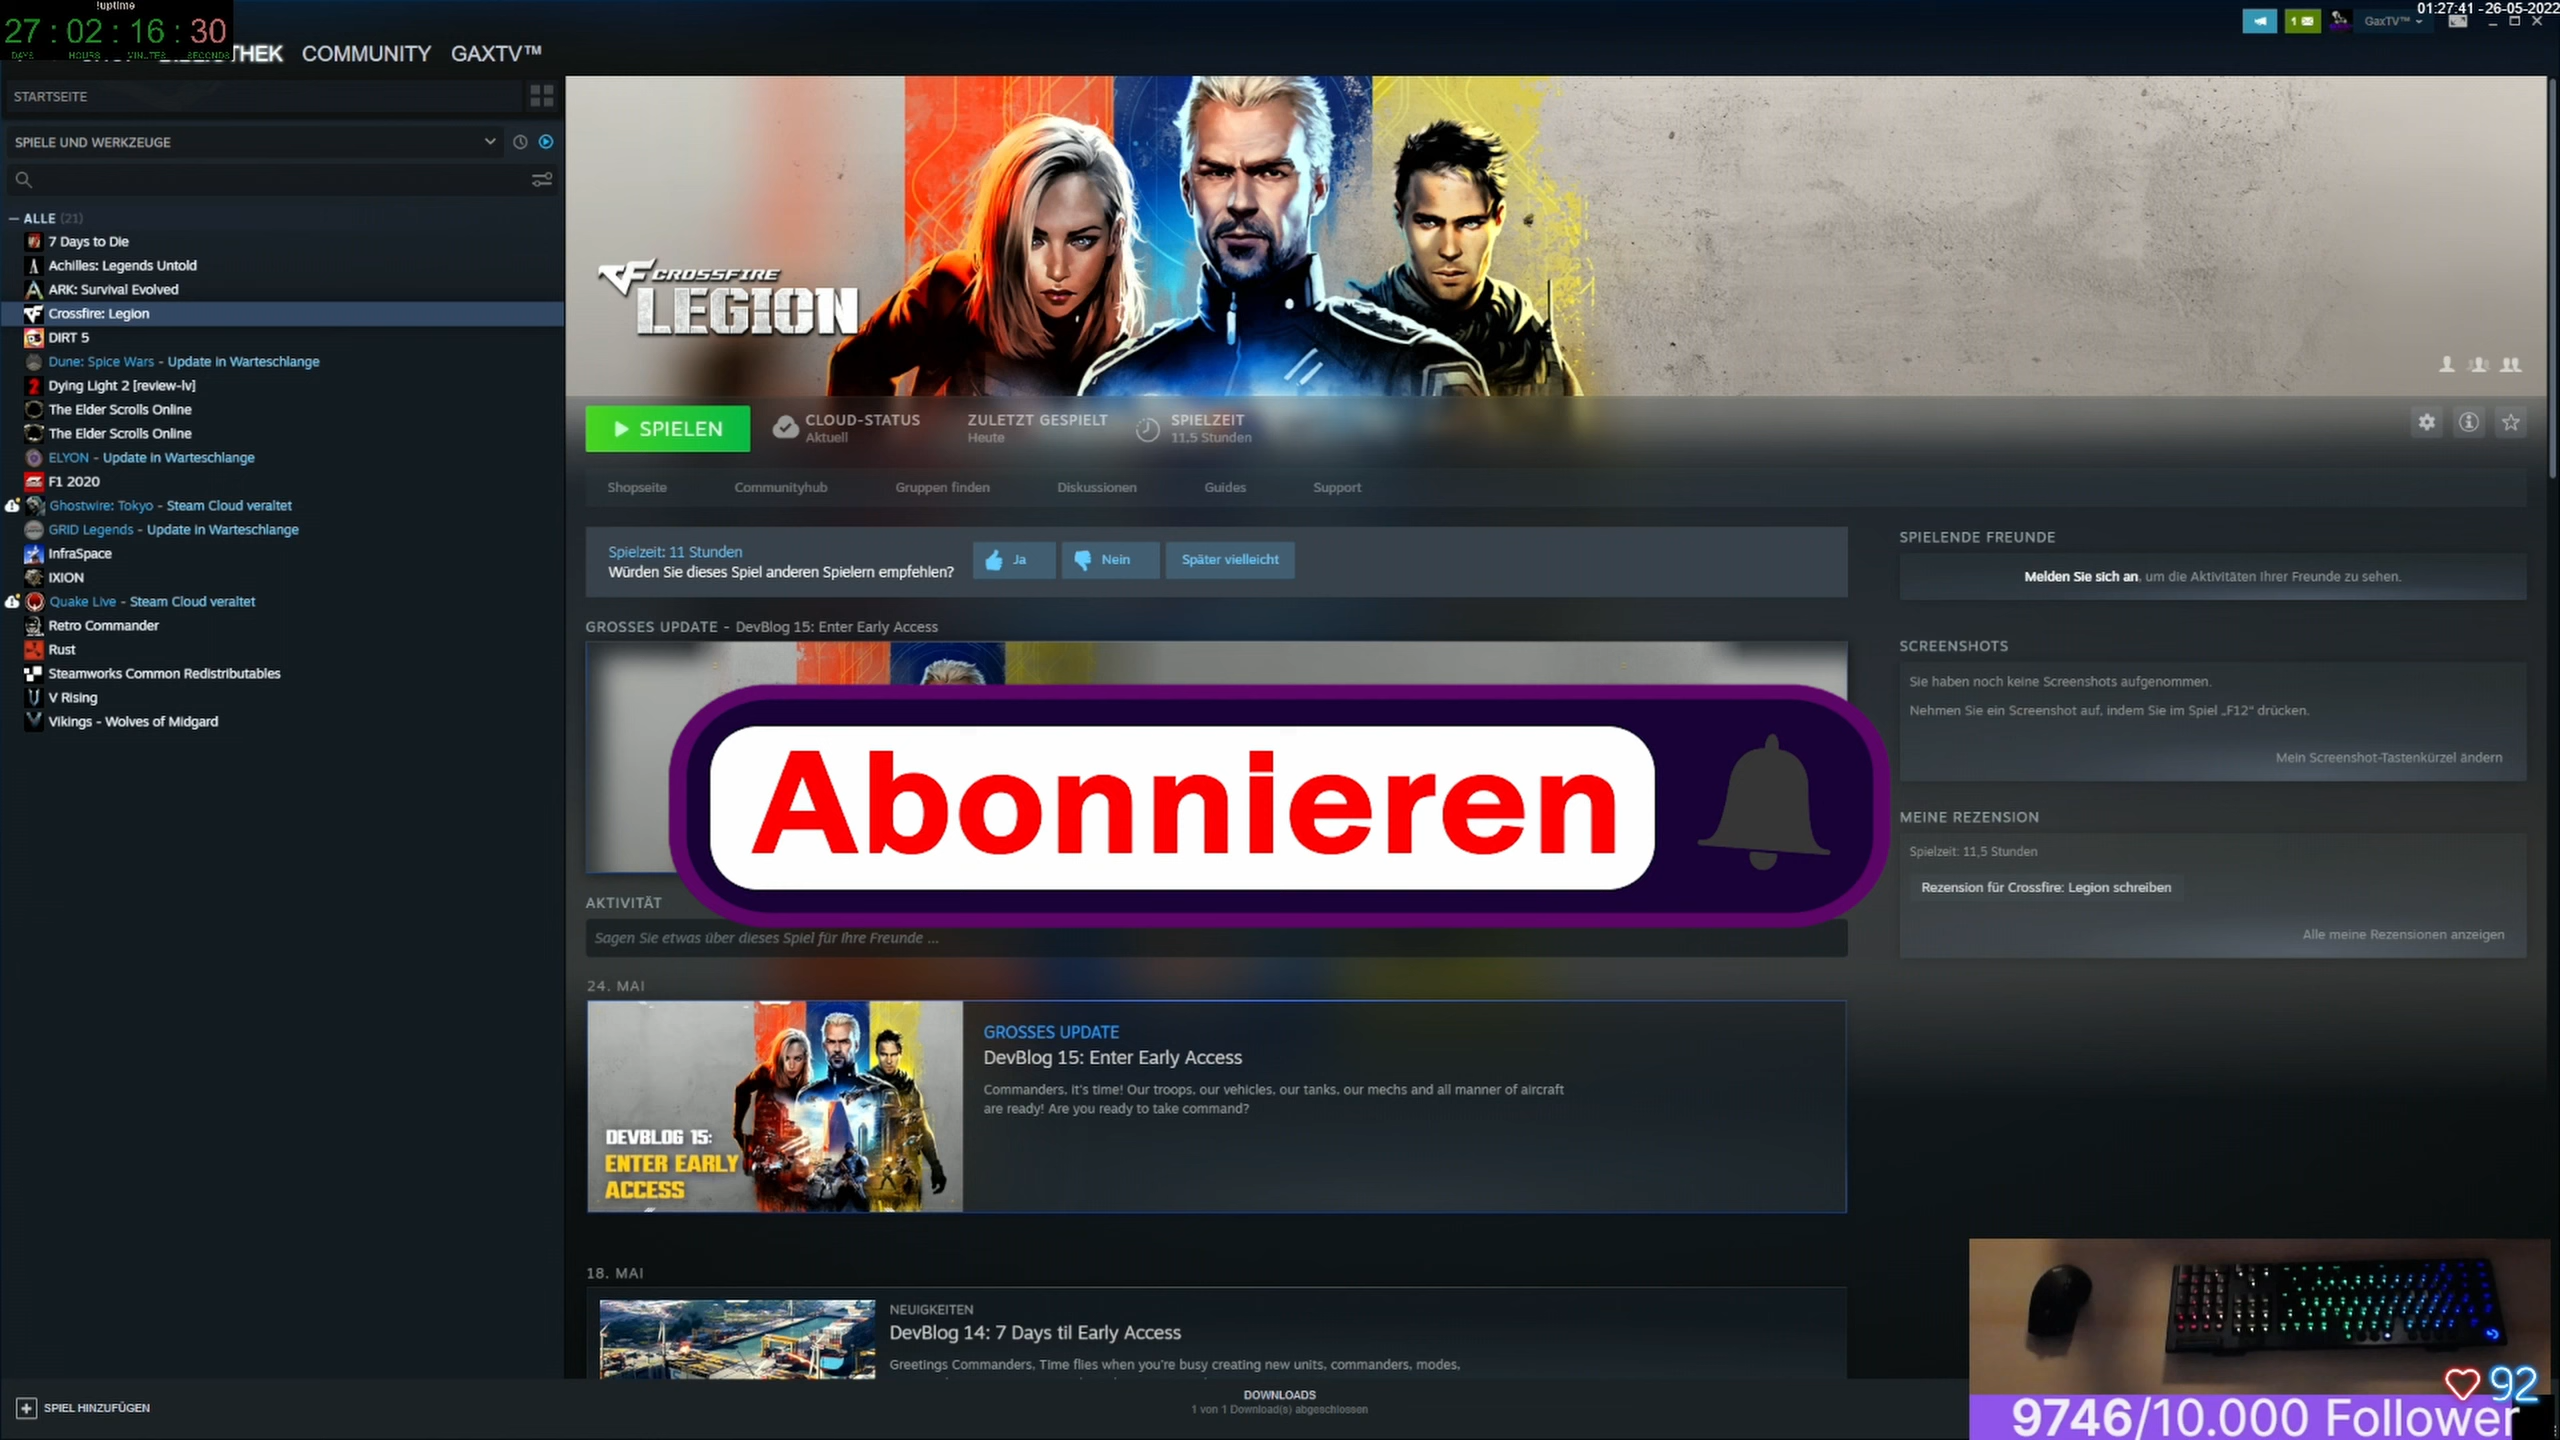 !uptime
27:02:16:30
DAYS HOURS MINUTES SECONDS
01:27:41 -26-05-2022
1
GaxTV™
THEK COMMUNITY GAXTV™
STARTSEITE
SPIELE UND WERKZEUGE
— ALLE (21)
7 Days to Die
Achilles: Legends Untold
ARK: Survival Evolved
Crossfire: Legion
DIRT 5
Dune: Spice Wars - Update in Warteschlange
Dying Light 2 [review-lv]
The Elder Scrolls Online
The Elder Scrolls Online
ELYON - Update in Warteschlange
F1 2020
Ghostwire: Tokyo - Steam Cloud veraltet
GRID Legends - Update in Warteschlange
InfraSpace
IXION
Quake Live - Steam Cloud veraltet
Retro Commander
Rust
Steamworks Common Redistributables
V Rising
Vikings - Wolves of Midgard
SPIEL HINZUFÜGEN
CROSSFIRE
LEGION
SPIELEN
CLOUD-STATUS
Aktuell
ZULETZT GESPIELT
Heute
SPIELZEIT
11.5 Stunden
Shopseite Communityhub Gruppen finden Diskussionen Guides Support
Spielzeit: 11 Stunden
Würden Sie dieses Spiel anderen Spielern empfehlen?
Ja
Nein
Später vielleicht
GROSSES UPDATE - DevBlog 15: Enter Early Access
Abonnieren
AKTIVITÄT
Sagen Sie etwas über dieses Spiel für Ihre Freunde ...
24. MAI
DEVBLOG 15:
ENTER EARLY
ACCESS
GROSSES UPDATE
DevBlog 15: Enter Early Access
Commanders, it's time! Our troops, our vehicles, our tanks, our mechs and all manner of aircraft
are ready! Are you ready to take command?
18. MAI
NEUIGKEITEN
DevBlog 14: 7 Days til Early Access
Greetings Commanders, Time flies when you're busy creating new units, commanders, modes,
SPIELENDE FREUNDE
Melden Sie sich an, um die Aktivitäten Ihrer Freunde zu sehen.
SCREENSHOTS
Sie haben noch keine Screenshots aufgenommen.
Nehmen Sie ein Screenshot auf, indem Sie im Spiel „F12“ drücken.
Mein Screenshot-Tastenkürzel ändern
MEINE REZENSION
Spielzeit: 11,5 Stunden
Rezension für Crossfire: Legion schreiben
Alle meine Rezensionen anzeigen
DOWNLOADS
1 von 1 Download(s) abgeschlossen
92
9746/10.000 Follower